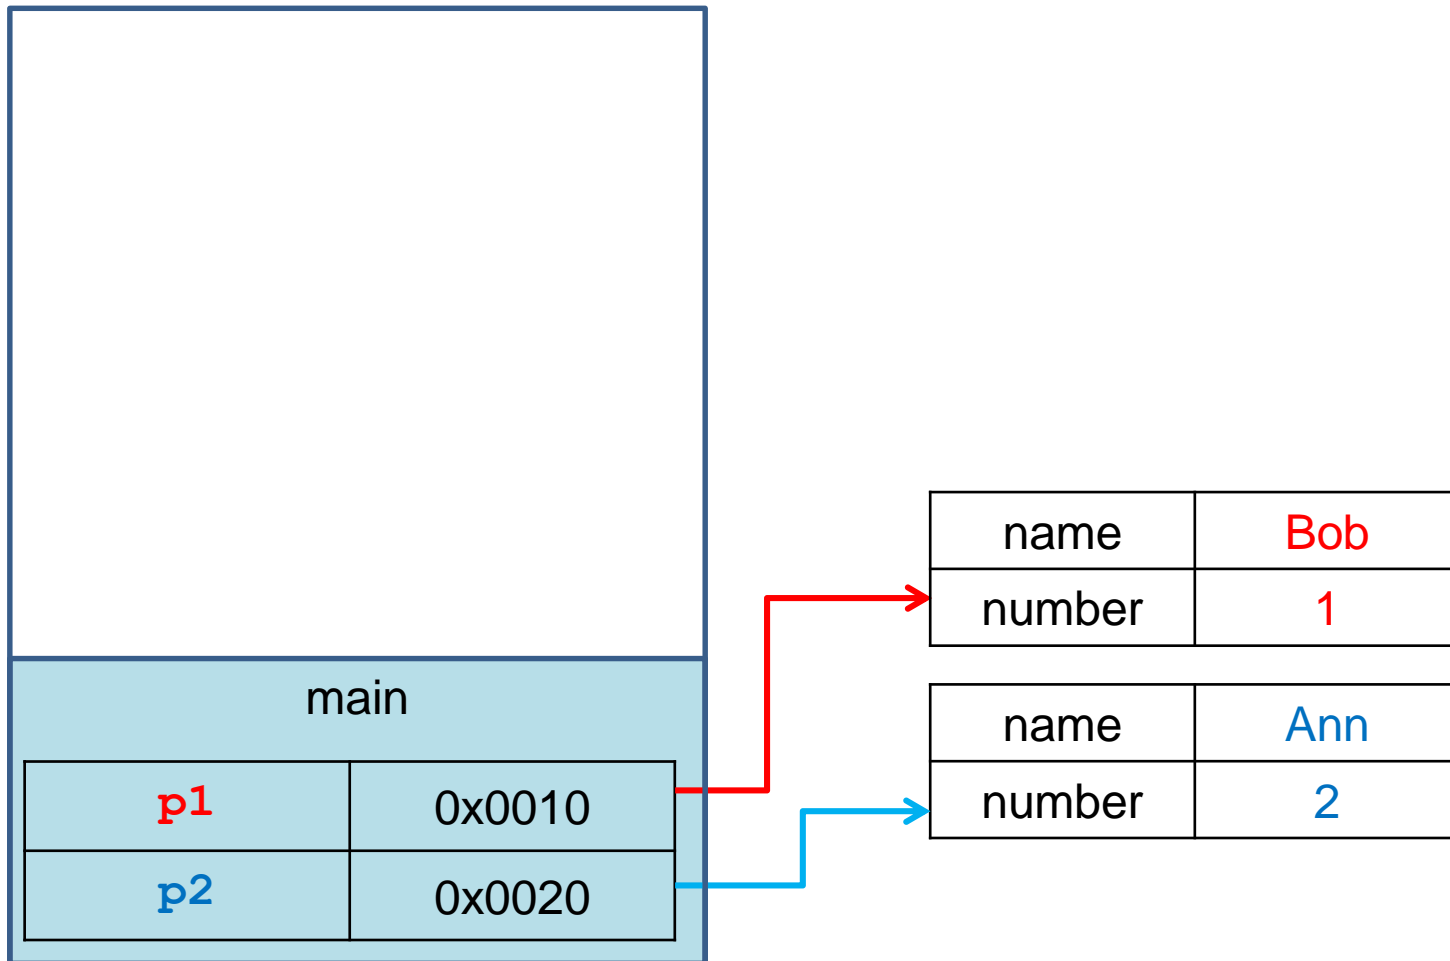 name Bob
number 1
main
name Ann
p1 0x0010
number 2
p2 0x0020